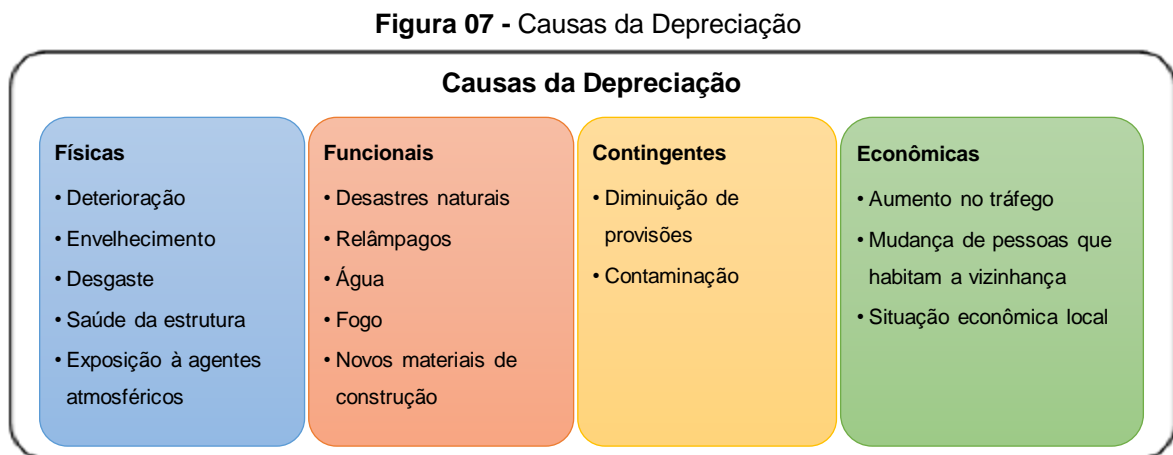 Figura 07 - Causas da Depreciação
Causas da Depreciação
Físicas
• Deterioração
• Envelhecimento
• Desgaste
• Saúde da estrutura
• Exposição à agentes
atmosféricos
Funcionais
• Desastres naturais
• Relâmpagos
• Água
• Fogo
• Novos materiais de
construção
Contingentes
• Diminuição de
provisões
• Contaminação
Econômicas
• Aumento no tráfego
• Mudança de pessoas que
habitam a vizinhança
• Situação econômica local